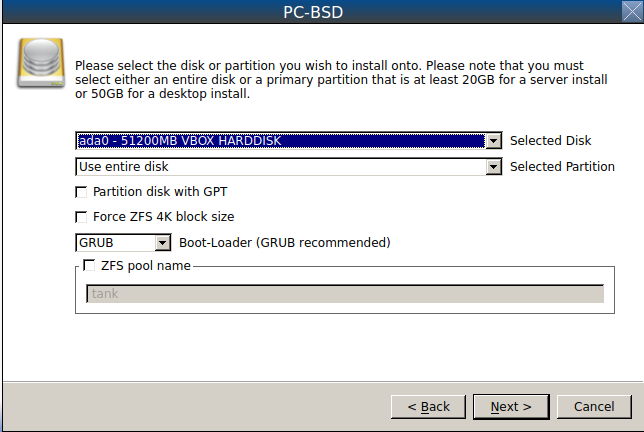 PC-BSD
Please select the disk or partition you wish to install onto. Please note that you must
select either an entire disk or a primary partition that is at least 20GB for a server install
or 50GB for a desktop install.
ada0 - 51200MB VBOX HARDDISK Selected Disk
Use entire disk Selected Partition
Partition disk with GPT
Force ZFS 4K block size
GRUB Boot-Loader (GRUB recommended)
ZFS pool name
tank
< Back Next > Cancel